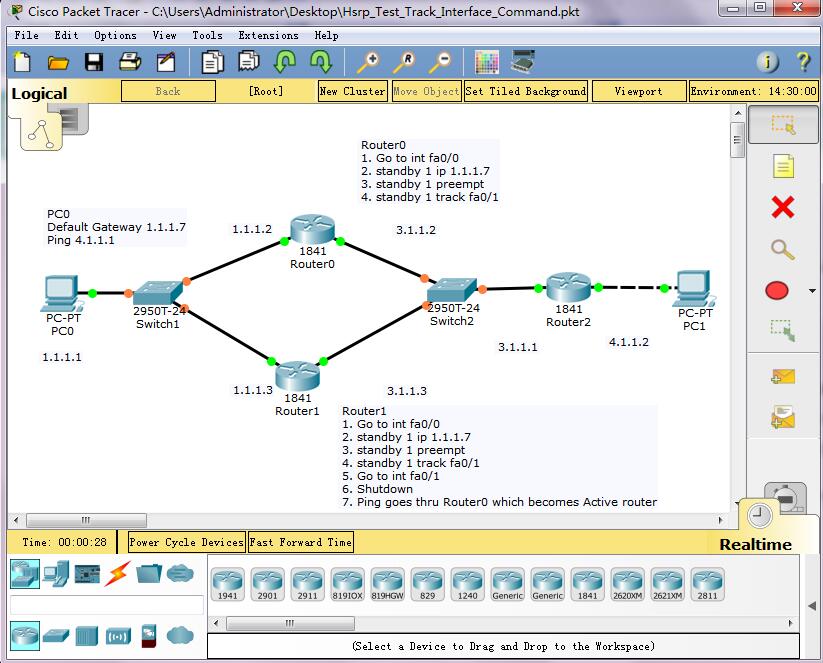 Cisco Packet Tracer - C:\Users\Administrator\Desktop\Hsrp_Test_Track_Interface_Command.pkt
File Edit Options View Tools Extensions Help
Logical Back [Root] New Cluster Move Object Set Tiled Background Viewport Environment: 14:30:00
Router0
1. Go to int fa0/0
2. standby 1 ip 1.1.1.7
3. standby 1 preempt
4. standby 1 track fa0/1
PC0
Default Gateway 1.1.1.7
Ping 4.1.1.1
1.1.1.2
3.1.1.2
1841
Router0
PC-PT
PC0
2950T-24
Switch1
2950T-24
Switch2
1841
Router2
PC-PT
PC1
1.1.1.1
3.1.1.1
4.1.1.2
1.1.1.3
3.1.1.3
1841
Router1
Router1
1. Go to int fa0/0
2. standby 1 ip 1.1.1.7
3. standby 1 preempt
4. standby 1 track fa0/1
5. Go to int fa0/1
6. Shutdown
7. Ping goes thru Router0 which becomes Active router
Time: 00:00:28 Power Cycle Devices Fast Forward Time
Realtime
1941 2901 2911 819IOX 819HGW 829 1240 Generic Generic 1841 2620XM 2621XM 2811
(Select a Device to Drag and Drop to the Workspace)